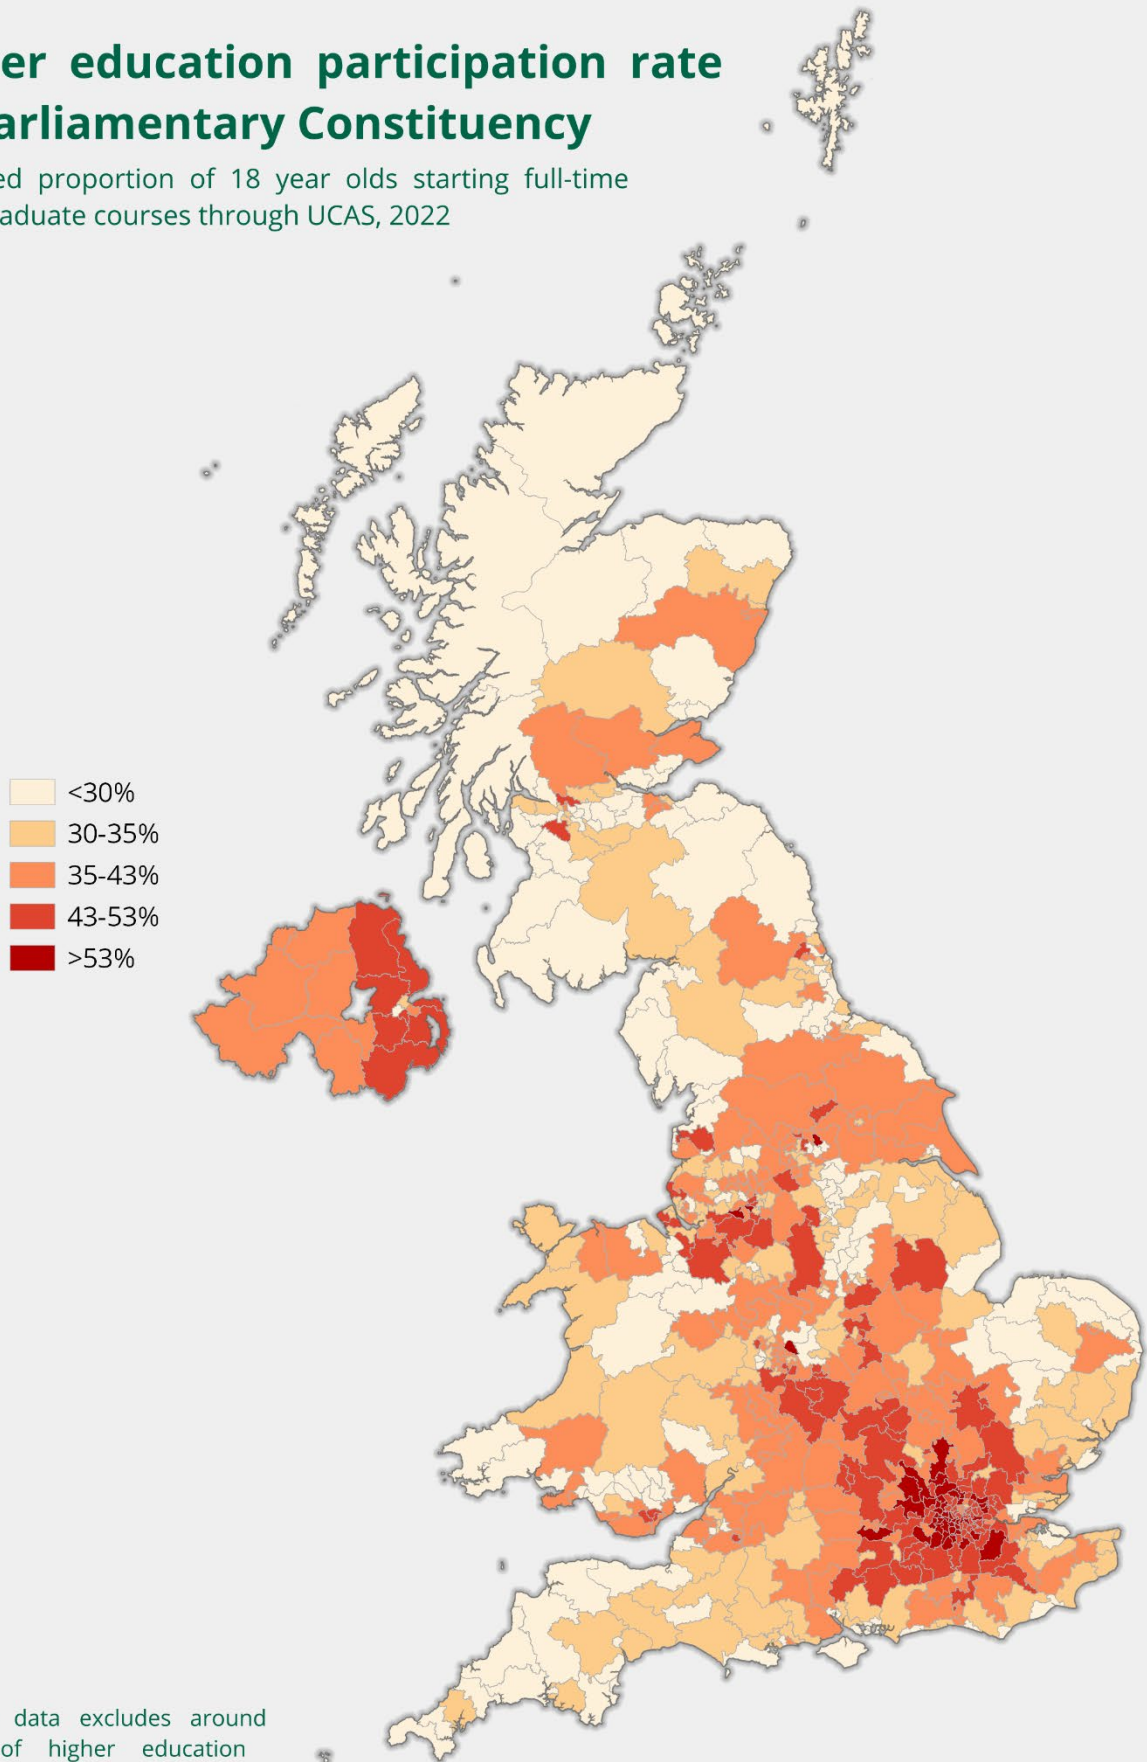 er education participation rate
arliamentary Constituency
ed proportion of 18 year olds starting full-time
aduate courses through UCAS, 2022
<30%
30-35%
35-43%
43-53%
>53%
data excludes around
of higher education